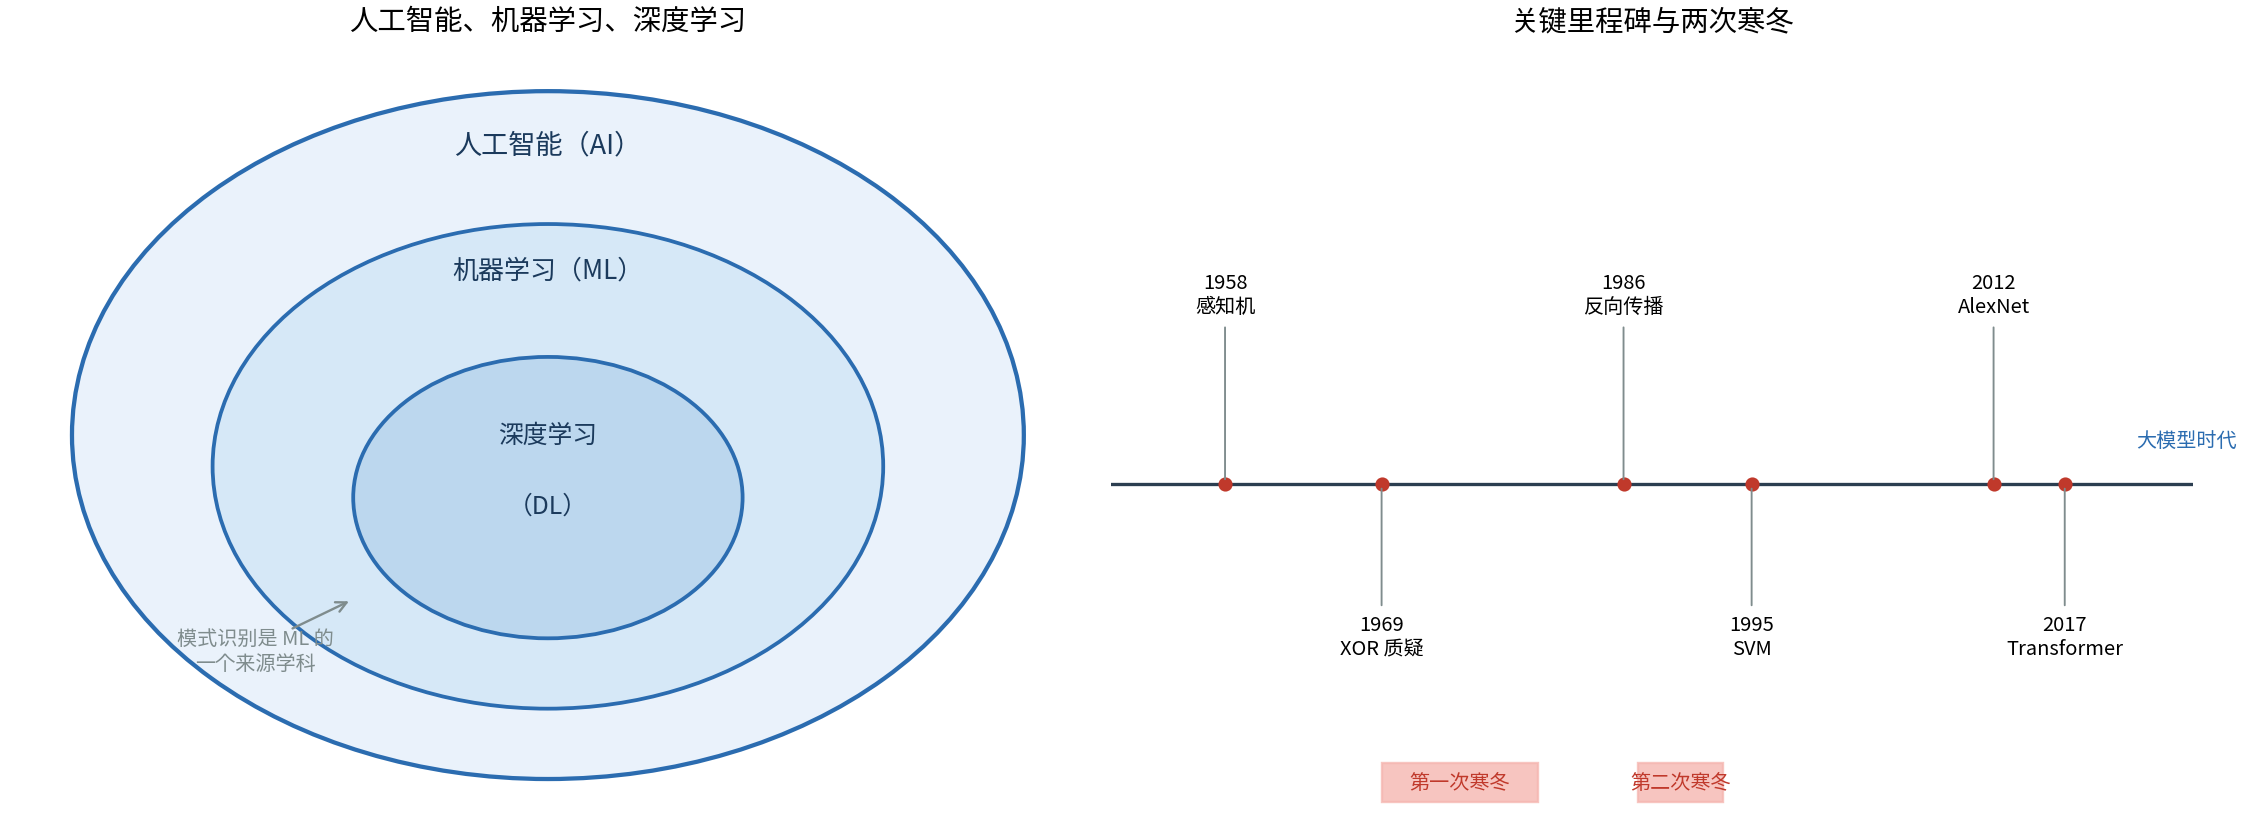 人工智能、机器学习、深度学习
人工智能（AI）
机器学习（ML）
深度学习
（DL）
模式识别是 ML 的
一个来源学科
关键里程碑与两次寒冬
1958
感知机
1986
反向传播
2012
AlexNet
大模型时代
1969
XOR 质疑
1995
SVM
2017
Transformer
第一次寒冬
第二次寒冬